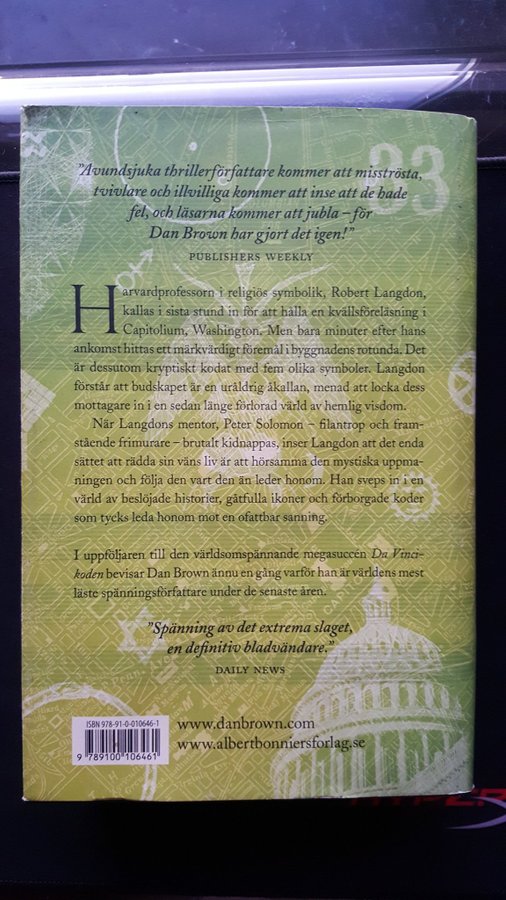 33
"Avundsjuka thrillerförfattare kommer att misströsta,
tvivlare och illvilliga kommer att inse att de hade
fel, och läsarna kommer att jubla – för
Dan Brown har gjort det igen!"
PUBLISHERS WEEKLY
Harvardprofessorn i religiös symbolik, Robert Langdon,
kallas i sista stund in för att hålla en kvällsföreläsning i
Capitolium, Washington. Men bara minuter efter hans
ankomst hittas ett märkvärdigt föremål i byggnadens rotunda. Det
är dessutom kryptiskt kodat med fem olika symboler. Langdon
förstår att budskapet är en uråldrig åkallan, menad att locka dess
mottagare in i en sedan länge förlorad värld av hemlig visdom.
När Langdons mentor, Peter Solomon – filantrop och fram-
stående frimurare – brutalt kidnappas, inser Langdon att det enda
sättet att rädda sin väns liv är att hörsamma den mystiska uppma-
ningen och följa den vart den än leder honom. Han sveps in i en
värld av beslöjade historier, gåtfulla ikoner och förborgade koder
som tycks leda honom mot en ofattbar sanning.
I uppföljaren till den världsomspännande megasuccén Da Vinci-
koden bevisar Dan Brown ännu en gång varför han är världens mest
läste spänningsförfattare under de senaste åren.
"Spänning av det extrema slaget,
en definitiv bladvändare."
DAILY NEWS
ISBN 978-91-0-010646-1
9 789100 106461
www.danbrown.com
www.albertbonniersforlag.se